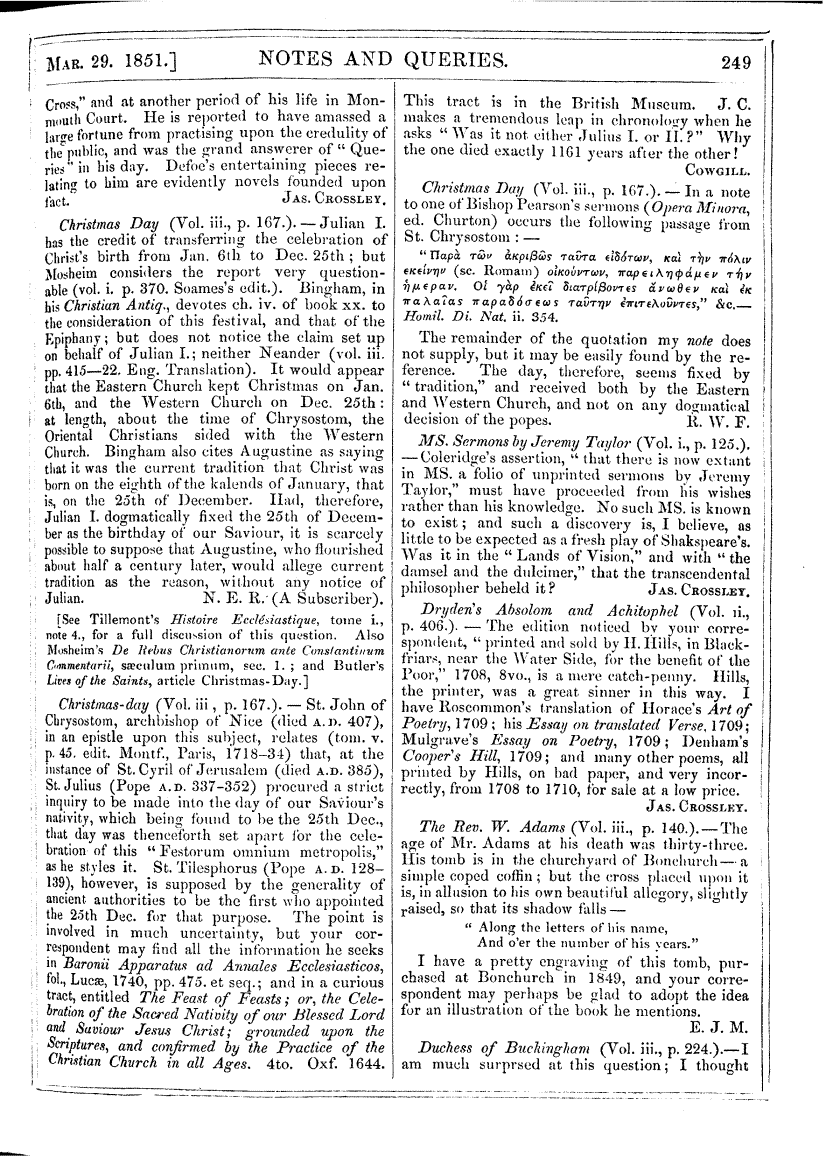 MAR. 29. 1851.] NOTES AND QUERIES. 249
Cross," and at another period of his life in Mon-
mouth Court. He is reported to have amassed a
large fortune from practising upon the credulity of
the public, and was the grand answerer of "Que-
ries" in his day. Defoe's entertaining pieces re-
lating to him are evidently novels founded upon
fact. JAS. CROSSLEY.
Christmas Day (Vol. iii., p. 167.). — Julian I.
has the credit of transferring the celebration of
Christ's birth from Jan. 6th to Dec. 25th; but
Mosheim considers the report very question-
able (vol. i. p. 370. Soames's edit.). Bingham, in
his Christian Antiq., devotes ch. iv. of book xx. to
the consideration of this festival, and that of the
Epiphany; but does not notice the claim set up
on behalf of Julian I.; neither Neander (vol. iii.
pp. 415—22. Eng. Translation). It would appear
that the Eastern Church kept Christmas on Jan.
6th, and the Western Church on Dec. 25th:
at length, about the time of Chrysostom, the
Oriental Christians sided with the Western
Church. Bingham also cites Augustine as saying
that it was the current tradition that Christ was
born on the eighth of the kalends of January, that
is, on the 25th of December. Had, therefore,
Julian I. dogmatically fixed the 25th of Decem-
ber as the birthday of our Saviour, it is scarcely
possible to suppose that Augustine, who flourished
about half a century later, would allege current
tradition as the reason, without any notice of
Julian. N. E. R. (A Subscriber).
[See Tillemont's Histoire Ecclésiastique, tome i.,
note 4., for a full discussion of this question. Also
Mosheim's De Rebus Christianorum ante Constantinum
Commentarii, sæculum primum, sec. 1.; and Butler's
Lives of the Saints, article Christmas-Day.]
Christmas-day (Vol. iii, p. 167.). — St. John of
Chrysostom, archbishop of Nice (died A.D. 407),
in an epistle upon this subject, relates (tom. v.
p. 45. edit. Montf., Paris, 1718-34) that, at the
instance of St. Cyril of Jerusalem (died A.D. 385),
St. Julius (Pope A.D. 337-352) procured a strict
inquiry to be made into the day of our Saviour's
nativity, which being found to be the 25th Dec.,
that day was thenceforth set apart for the cele-
bration of this "Festorum omnium metropolis,"
as he styles it. St. Tilesphorus (Pope A.D. 128-
139), however, is supposed by the generality of
ancient authorities to be the first who appointed
the 25th Dec. for that purpose. The point is
involved in much uncertainty, but your cor-
respondent may find all the information he seeks
in Baronii Apparatus ad Annales Ecclesiasticos,
fol., Lucæ, 1740, pp. 475. et seq.; and in a curious
tract, entitled The Feast of Feasts; or, the Cele-
bration of the Sacred Nativity of our Blessed Lord
and Saviour Jesus Christ; grounded upon the
Scriptures, and confirmed by the Practice of the
Christian Church in all Ages. 4to. Oxf. 1644.
This tract is in the British Museum. J. C.
makes a tremendous leap in chronology when he
asks "Was it not either Julius I. or II.?" Why
the one died exactly 1161 years after the other!
COWGILL.
Christmas Day (Vol. iii., p. 167.). — In a note
to one of Bishop Pearson's sermons (Opera Minora,
ed. Churton) occurs the following passage from
St. Chrysostom: —
"Παρὰ τῶν ἀκριβῶς ταῦτα εἰδότων, καὶ τὴν πόλιν
ἐκείνην (sc. Romam) οἰκούντων, παρειλήφαμεν τὴν
ἡμέραν. Οἱ γὰρ ἐκεῖ διατρίβοντες ἄνωθεν καὶ ἐκ
παλαιᾶς παραδόσεως ταύτην ἐπιτελοῦντες," &c.—
Homil. Di. Nat. ii. 354.
The remainder of the quotation my note does
not supply, but it may be easily found by the re-
ference. The day, therefore, seems fixed by
"tradition," and received both by the Eastern
and Western Church, and not on any dogmatical
decision of the popes. R. W. F.
MS. Sermons by Jeremy Taylor (Vol. i., p. 125.).
—Coleridge's assertion, "that there is now extant
in MS. a folio of unprinted sermons by Jeremy
Taylor," must have proceeded from his wishes
rather than his knowledge. No such MS. is known
to exist; and such a discovery is, I believe, as
little to be expected as a fresh play of Shakspeare's.
Was it in the "Lands of Vision," and with "the
damsel and the dulcimer," that the transcendental
philosopher beheld it? JAS. CROSSLEY.
Dryden's Absolom and Achitophel (Vol. ii.,
p. 406.). — The edition noticed by your corre-
spondent, "printed and sold by H. Hills, in Black-
friars, near the Water Side, for the benefit of the
Poor," 1708, 8vo., is a mere catch-penny. Hills,
the printer, was a great sinner in this way. I
have Roscommon's translation of Horace's Art of
Poetry, 1709; his Essay on translated Verse, 1709;
Mulgrave's Essay on Poetry, 1709; Denham's
Cooper's Hill, 1709; and many other poems, all
printed by Hills, on bad paper, and very incor-
rectly, from 1708 to 1710, for sale at a low price.
JAS. CROSSLEY.
The Rev. W. Adams (Vol. iii., p. 140.).—The
age of Mr. Adams at his death was thirty-three.
His tomb is in the churchyard of Bonchurch—a
simple coped coffin; but the cross placed upon it
is, in allusion to his own beautiful allegory, slightly
raised, so that its shadow falls —
"Along the letters of his name,
And o'er the number of his years."
I have a pretty engraving of this tomb, pur-
chased at Bonchurch in 1849, and your corre-
spondent may perhaps be glad to adopt the idea
for an illustration of the book he mentions.
E. J. M.
Duchess of Buckingham (Vol. iii., p. 224.).—I
am much surprsed at this question; I thought